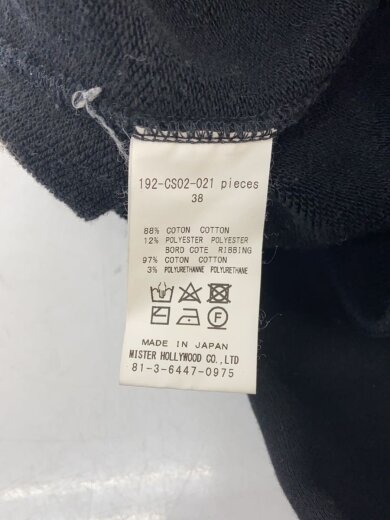 192-CS02-021 pieces
38
88% COTON COTTON
12% POLYESTER POLYESTER
BORD COTE RIBBING
97% COTON COTTON
3% POLYURETHANNE POLYURETHANE
F
MADE IN JAPAN
MISTER HOLLYWOOD CO.,LTD
81-3-6447-0975